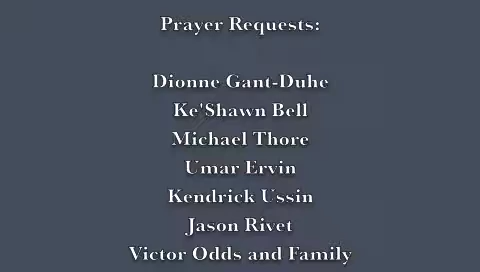 Prayer Requests:
Dionne Gant-Duhe
Ke'Shawn Bell
Michael Thore
Umar Ervin
Kendrick Ussin
Jason Rivet
Victor Odds and Family